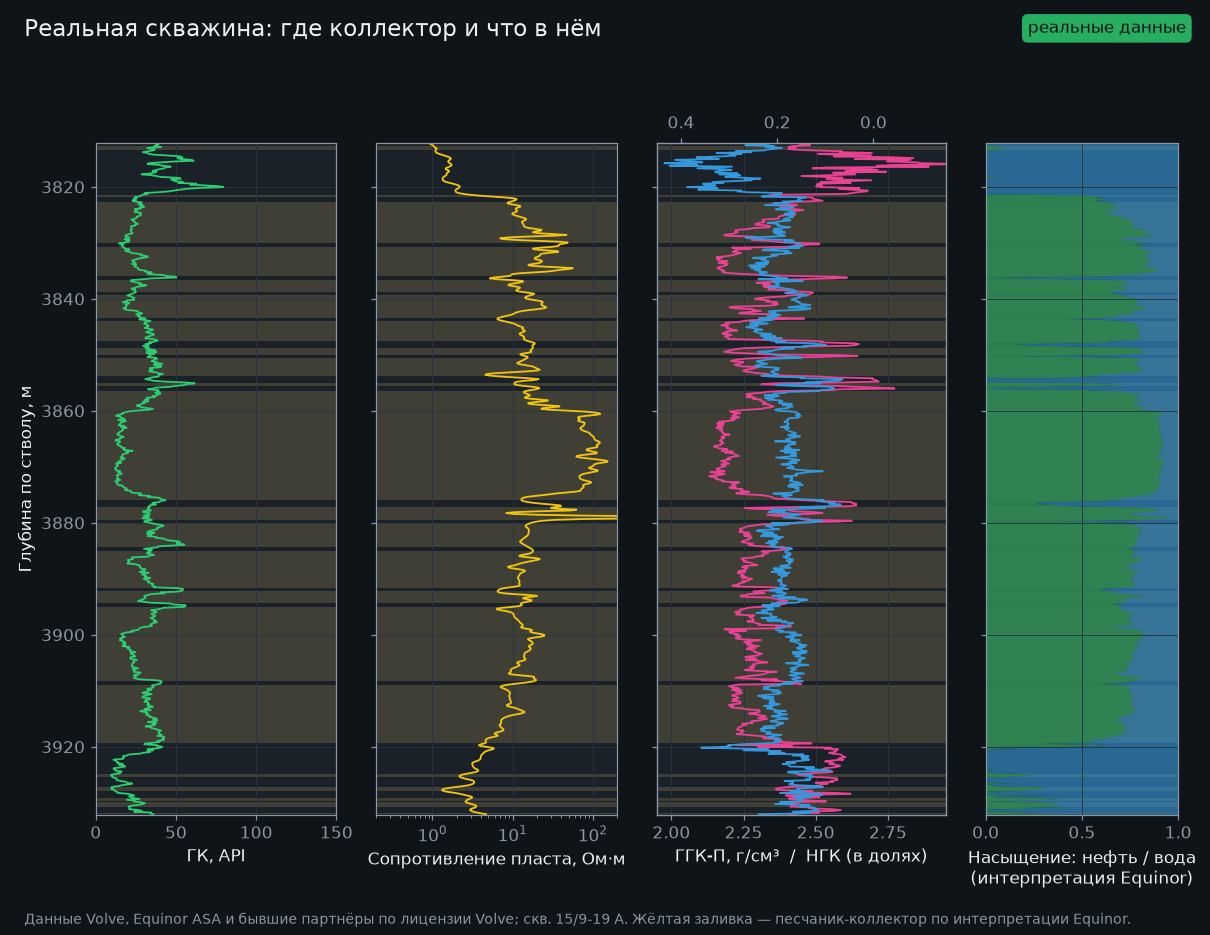 Реальная скважина: где коллектор и что в нём
реальные данные
0.4 0.2 0.0
3820
3840
3860
3880
3900
3920
Глубина по стволу, м
0 50 100 150
10⁰ 10¹ 10²
2.00 2.25 2.50 2.75
0.0 0.5 1.0
ГК, API
Сопротивление пласта, Ом·м
ГГК-П, г/см³ / НГК (в долях)
Насыщение: нефть / вода
(интерпретация Equinor)
Данные Volve, Equinor ASA и бывшие партнёры по лицензии Volve; скв. 15/9-19 A. Жёлтая заливка — песчаник-коллектор по интерпретации Equinor.